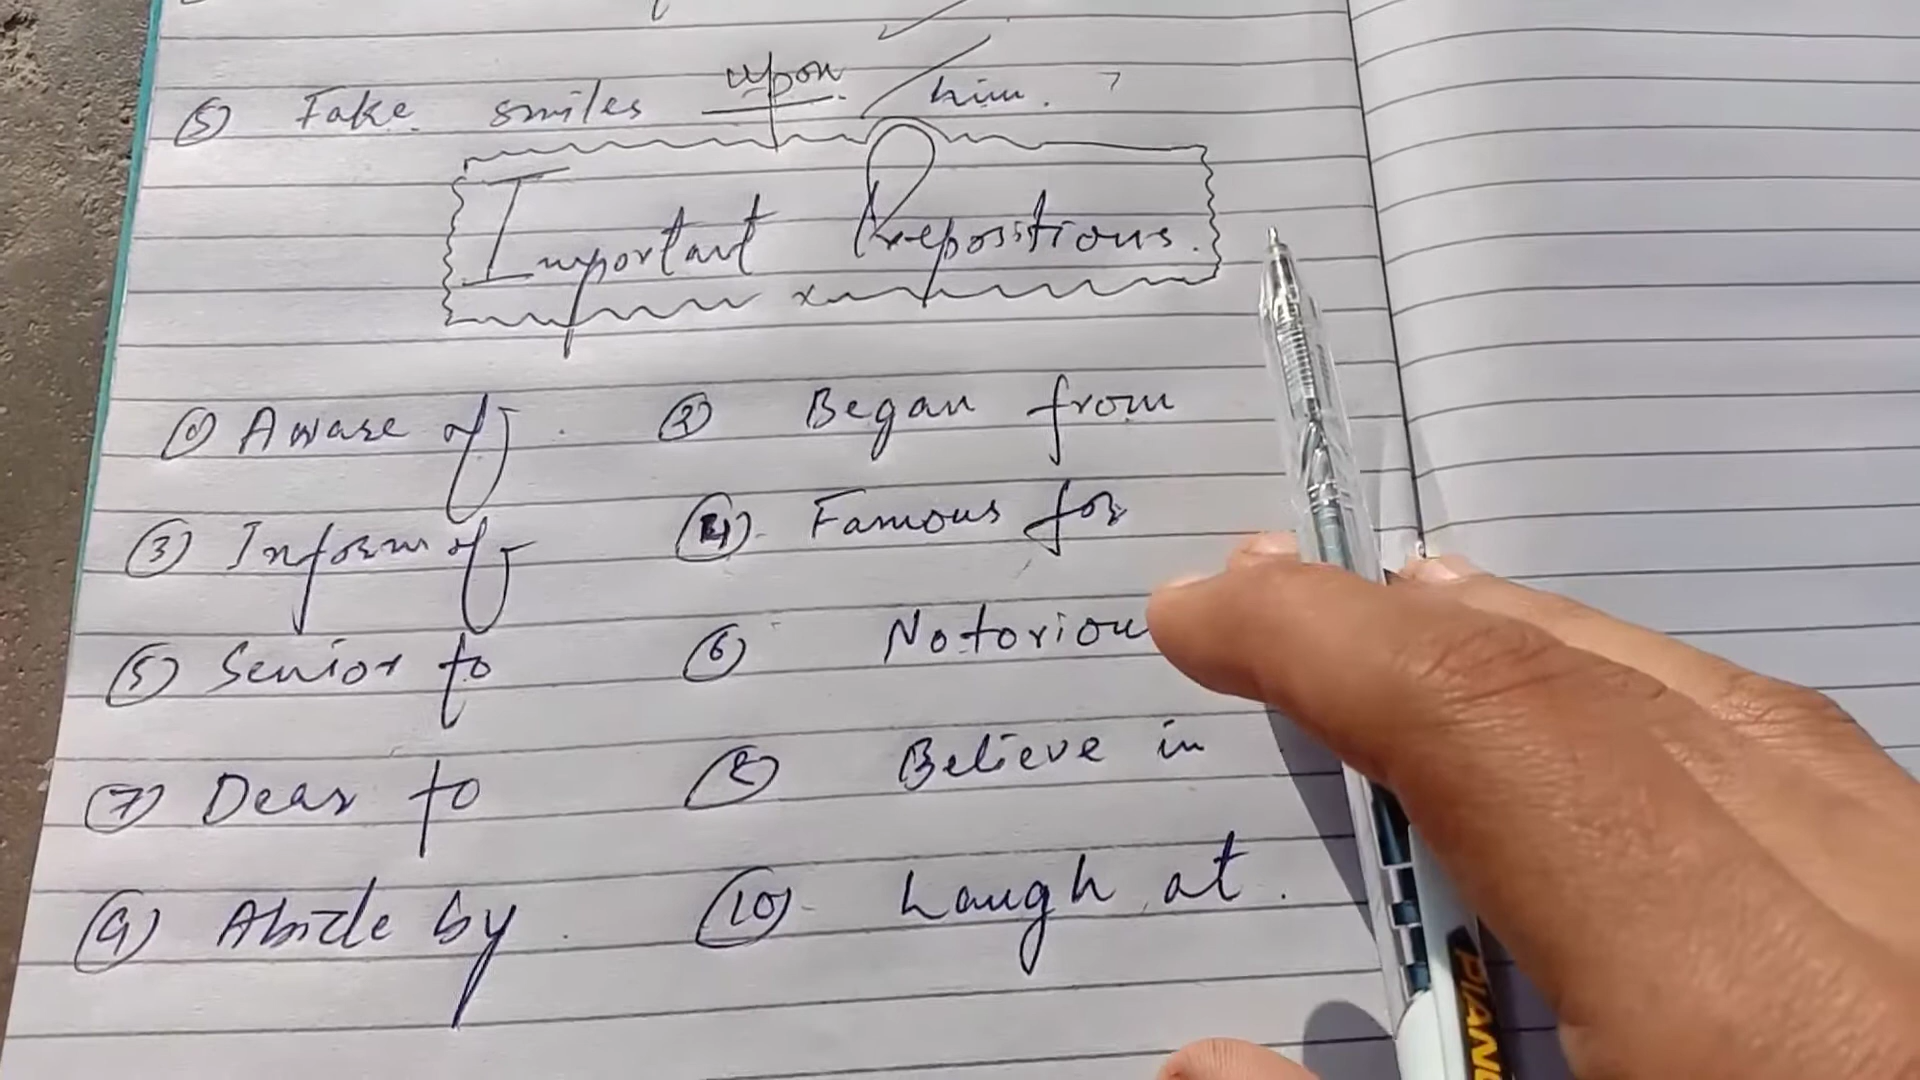 (5) Fake smiles upon him.
Important Prepositions.
(1) Aware of. (2) Began from
(3) Inform of (4) Famous for
(5) Senior to (6) Notoriou
(7) Dear to (8) Believe in
(9) Abide by. (10) Laugh at.
PIANO